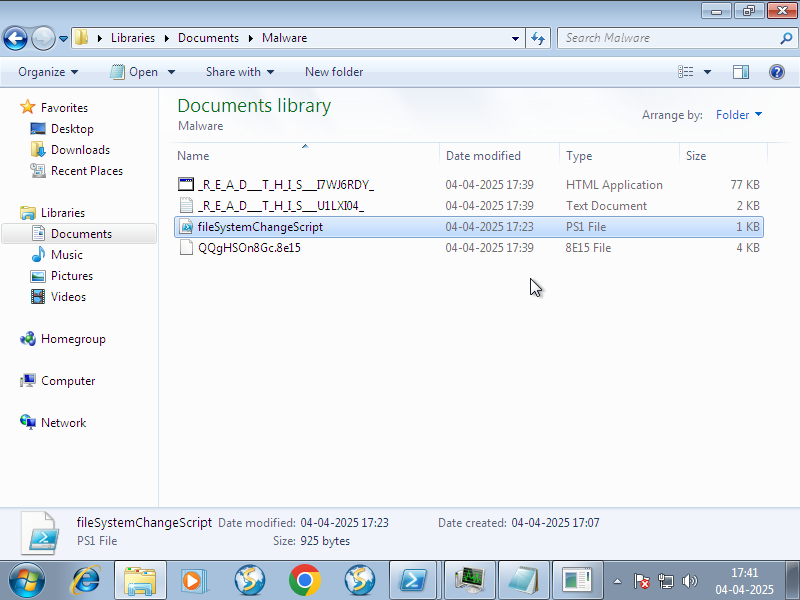 Libraries Documents Malware Search Malware
Organize Open Share with New folder
Favorites
Desktop
Downloads
Recent Places
Libraries
Documents
Music
Pictures
Videos
Homegroup
Computer
Network
Documents library
Malware
Arrange by: Folder
Name Date modified Type Size
_R_E_A_D___T_H_I_S___I7WJ6RDY_ 04-04-2025 17:39 HTML Application 77 KB
_R_E_A_D___T_H_I_S___U1LXI04_ 04-04-2025 17:39 Text Document 2 KB
fileSystemChangeScript 04-04-2025 17:23 PS1 File 1 KB
QQgHSOn8Gc.8e15 04-04-2025 17:39 8E15 File 4 KB
fileSystemChangeScript Date modified: 04-04-2025 17:23 Date created: 04-04-2025 17:07
PS1 File Size: 925 bytes
17:41
04-04-2025